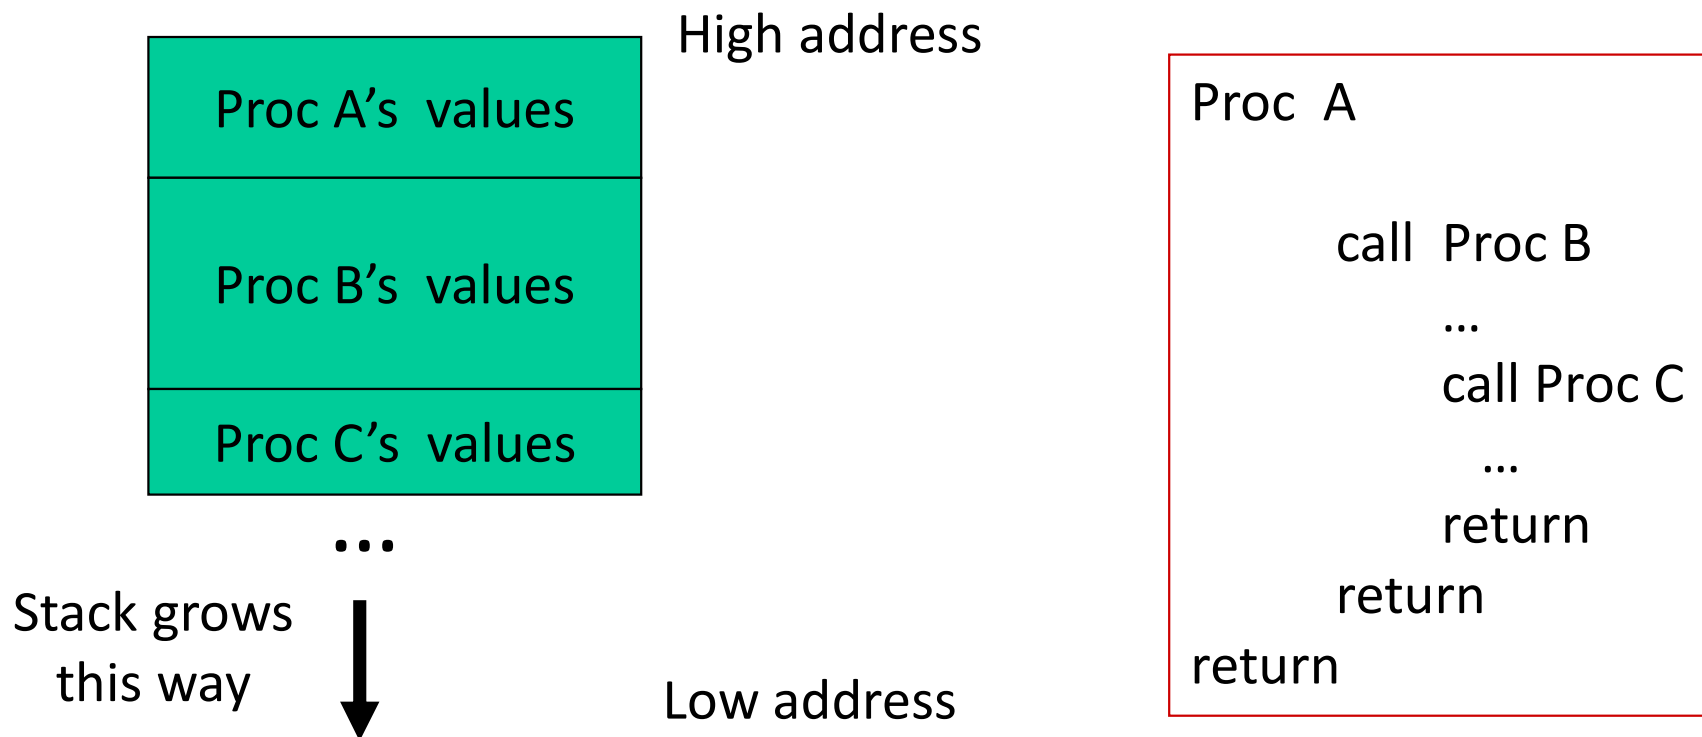 High address
Proc A’s values
Proc B’s values
Proc C’s values
...
Stack grows
this way
Low address
Proc A
call Proc B
...
call Proc C
...
return
return
return